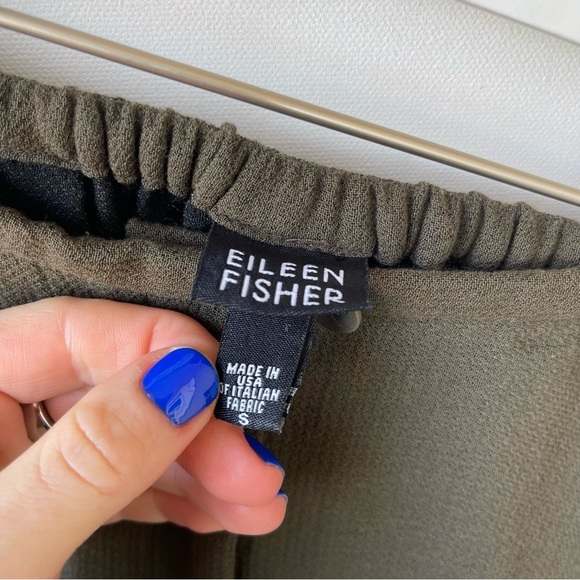 EILEEN
FISHER
MADE IN
USA
OF ITALIAN
FABRIC
S